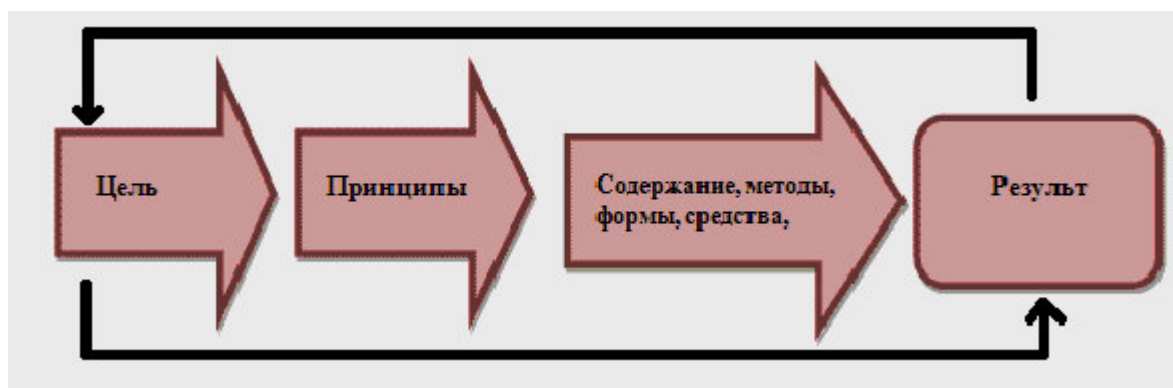 Цель
Принципы
Содержание, методы,
формы, средства,
Результ